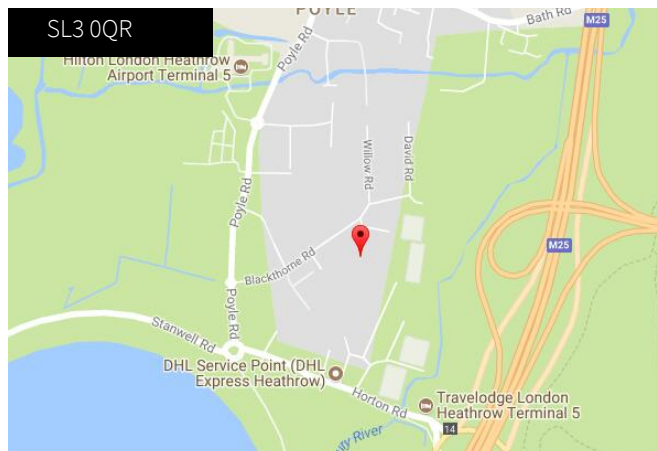 POYLE
SL3 0QR
Bath Rd
M25
Hilton London Heathrow
Airport Terminal 5
Poyle Rd
Willow Rd
David Rd
Poyle Rd
M25
Blackthorne Rd
Poyle Rd
Stanwell Rd
DHL Service Point (DHL
Express Heathrow)
Horton Rd
Travelodge London
Heathrow Terminal 5
14
River